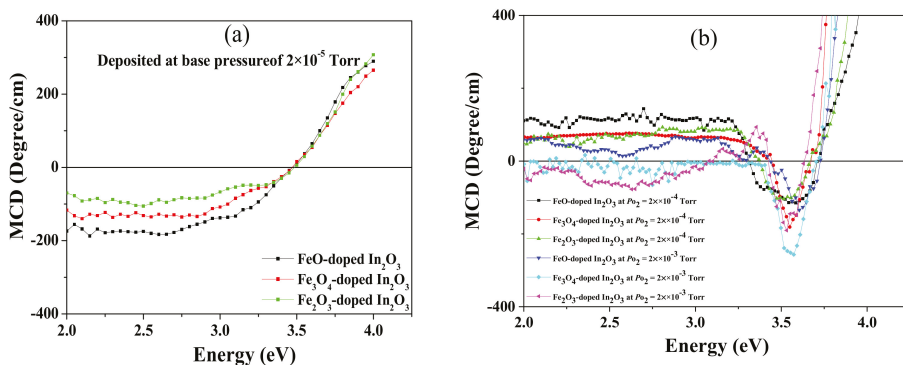 (a)
Deposited at base pressureof 2×10⁻⁵ Torr
400
300
200
100
0
-100
-200
-300
-400
MCD (Degree/cm)
FeO-doped In₂O₃
Fe₃O₄-doped In₂O₃
Fe₂O₃-doped In₂O₃
2.0 2.5 3.0 3.5 4.0
Energy (eV)
(b)
400
0
-400
MCD (Degree/cm)
FeO-doped In₂O₃ at Po₂ = 2××10⁻⁴ Torr
Fe₃O₄-doped In₂O₃ at Po₂ = 2××10⁻⁴ Torr
Fe₂O₃-doped In₂O₃ at Po₂ = 2××10⁻⁴ Torr
FeO-doped In₂O₃ at Po₂ = 2××10⁻³ Torr
Fe₃O₄-doped In₂O₃ at Po₂ = 2××10⁻³ Torr
Fe₂O₃-doped In₂O₃ at Po₂ = 2××10⁻³ Torr
2.0 2.5 3.0 3.5 4.0
Energy (eV)